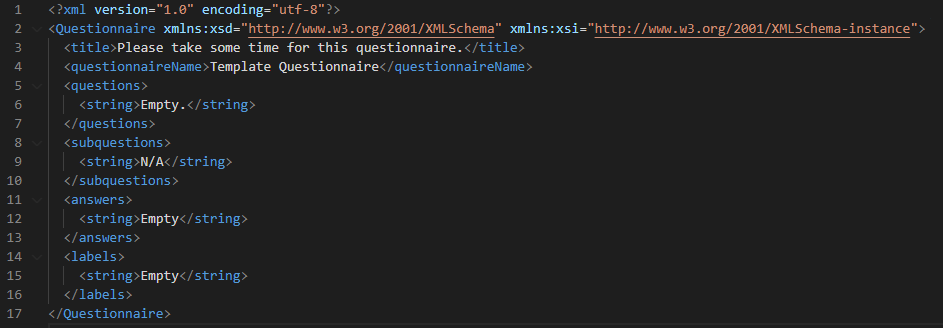 1 <?xml version="1.0" encoding="utf-8"?>
2 <Questionnaire xmlns:xsd="http://www.w3.org/2001/XMLSchema" xmlns:xsi="http://www.w3.org/2001/XMLSchema-instance">
3 <title>Please take some time for this questionnaire.</title>
4 <questionnaireName>Template Questionnaire</questionnaireName>
5 <questions>
6 <string>Empty.</string>
7 </questions>
8 <subquestions>
9 <string>N/A</string>
10 </subquestions>
11 <answers>
12 <string>Empty</string>
13 </answers>
14 <labels>
15 <string>Empty</string>
16 </labels>
17 </Questionnaire>